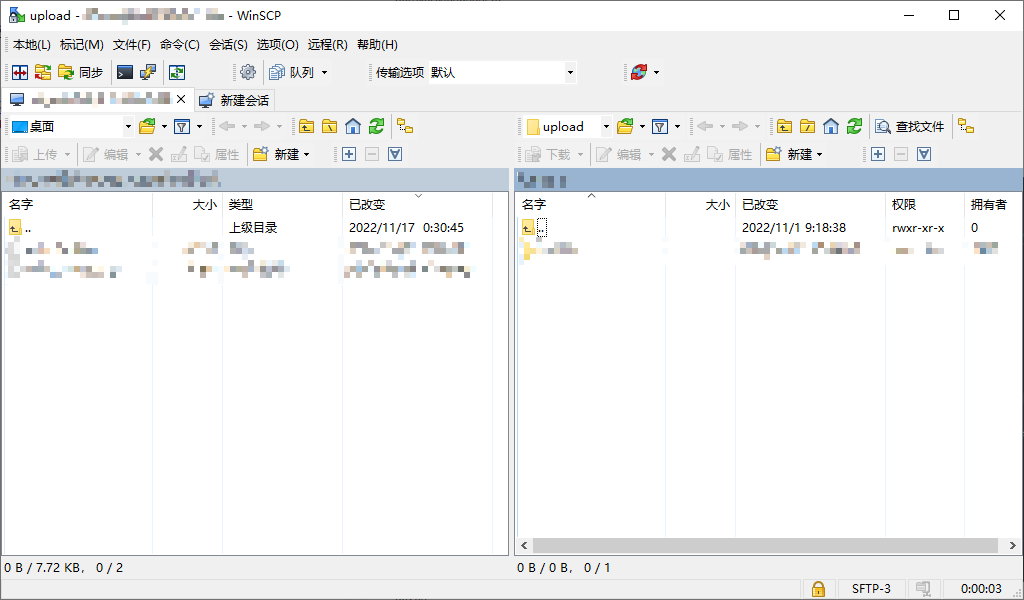 upload - - WinSCP
本地(L) 标记(M) 文件(F) 命令(C) 会话(S) 选项(O) 远程(R) 帮助(H)
同步 队列 传输选项 默认
新建会话
桌面 upload 查找文件
上传 编辑 属性 新建 下载 编辑 属性 新建
名字 大小 类型 已改变 名字 大小 已改变 权限 拥有者
.. 上级目录 2022/11/17 0:30:45 .. 2022/11/1 9:18:38 rwxr-xr-x 0
0 B / 7.72 KB, 0 / 2 0 B / 0 B, 0 / 1
SFTP-3 0:00:03